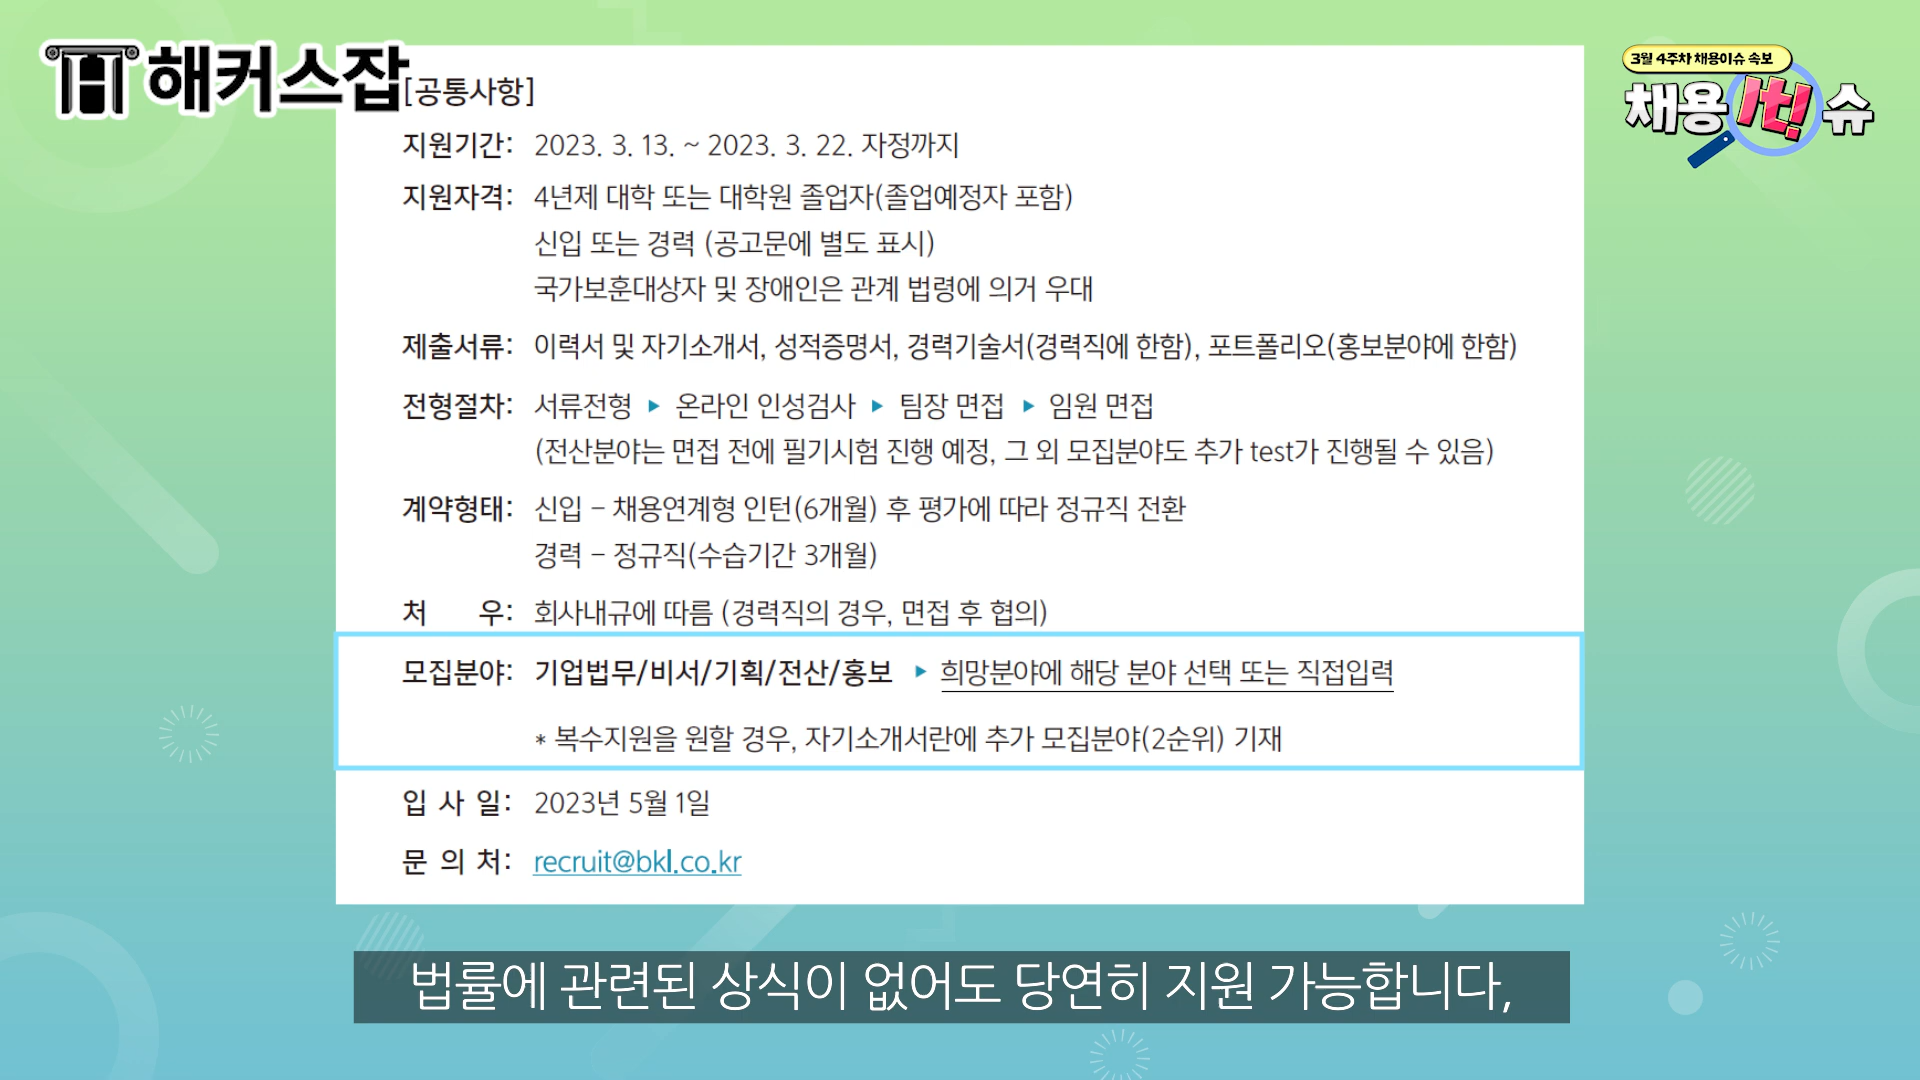 해커스잡
3월 4주차 채용이슈 속보
채용 It! 슈
[공통사항]
지원기간: 2023. 3. 13. ~ 2023. 3. 22. 자정까지
지원자격: 4년제 대학 또는 대학원 졸업자(졸업예정자 포함)
신입 또는 경력 (공고문에 별도 표시)
국가보훈대상자 및 장애인은 관계 법령에 의거 우대
제출서류: 이력서 및 자기소개서, 성적증명서, 경력기술서(경력직에 한함), 포트폴리오(홍보분야에 한함)
전형절차: 서류전형 ▶ 온라인 인성검사 ▶ 팀장 면접 ▶ 임원 면접
(전산분야는 면접 전에 필기시험 진행 예정, 그 외 모집분야도 추가 test가 진행될 수 있음)
계약형태: 신입 – 채용연계형 인턴(6개월) 후 평가에 따라 정규직 전환
경력 – 정규직(수습기간 3개월)
처 우: 회사내규에 따름 (경력직의 경우, 면접 후 협의)
모집분야: 기업법무/비서/기획/전산/홍보 ▶ 희망분야에 해당 분야 선택 또는 직접입력
* 복수지원을 원할 경우, 자기소개서란에 추가 모집분야(2순위) 기재
입 사 일: 2023년 5월 1일
문 의 처: recruit@bkl.co.kr
법률에 관련된 상식이 없어도 당연히 지원 가능합니다,